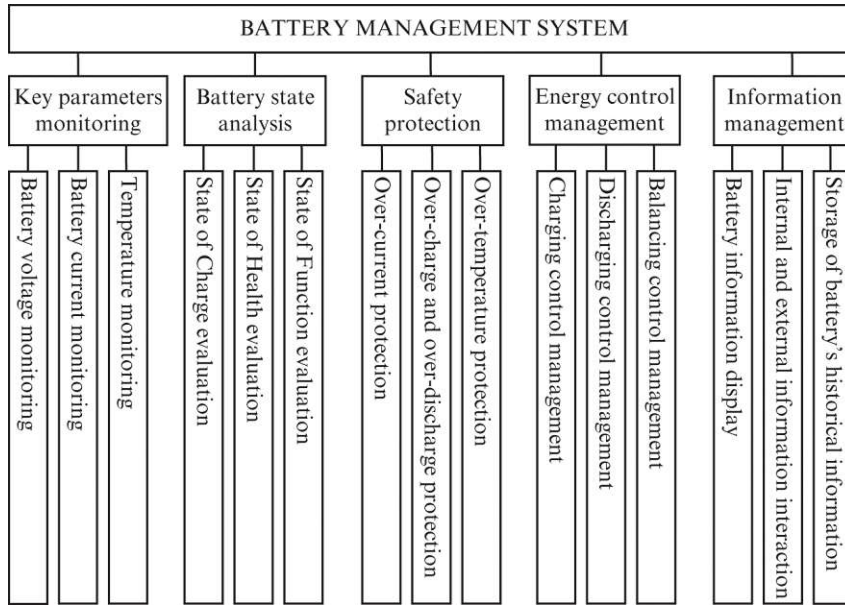 BATTERY MANAGEMENT SYSTEM
Key parameters
monitoring
Battery state
analysis
Safety
protection
Energy control
management
Information
management
Battery voltage monitoring
Battery current monitoring
Temperature monitoring
State of Charge evaluation
State of Health evaluation
State of Function evaluation
Over-current protection
Over-charge and over-discharge protection
Over-temperature protection
Charging control management
Discharging control management
Balancing control management
Battery information display
Internal and external information interaction
Storage of battery’s historical information